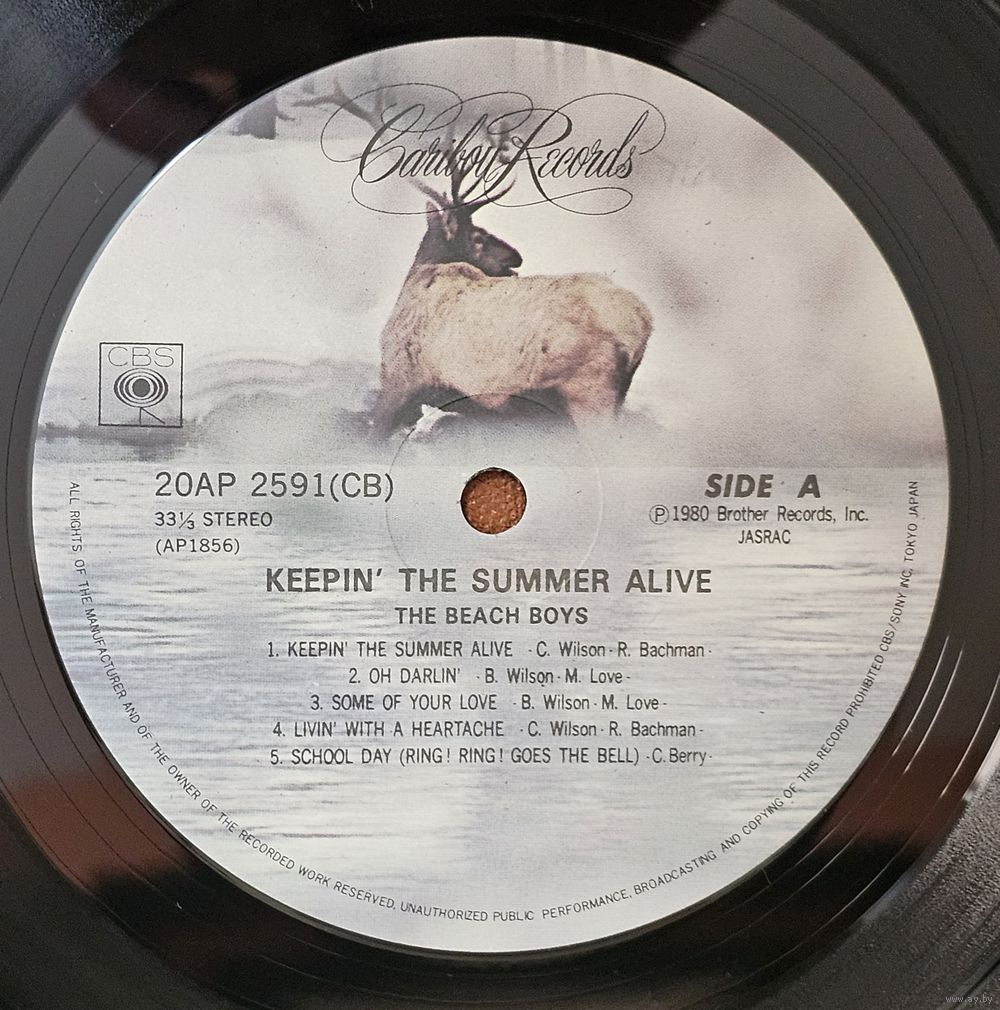 Caribou Records
CBS
20AP 2591(CB)
33⅓ STEREO
(AP1856)
SIDE A
Ⓟ1980 Brother Records, Inc.
JASRAC
KEEPIN' THE SUMMER ALIVE
THE BEACH BOYS
1. KEEPIN' THE SUMMER ALIVE -C. Wilson-R. Bachman-
2. OH DARLIN' -B. Wilson-M. Love-
3. SOME OF YOUR LOVE -B. Wilson-M. Love-
4. LIVIN' WITH A HEARTACHE -C. Wilson-R. Bachman-
5. SCHOOL DAY (RING! RING! GOES THE BELL) -C. Berry-
ALL RIGHTS OF THE MANUFACTURER AND OF THE OWNER OF THE RECORDED WORK RESERVED, UNAUTHORIZED PUBLIC PERFORMANCE, BROADCASTING AND COPYING OF THIS RECORD PROHIBITED CBS/SONY INC. TOKYO JAPAN
www.ay.by